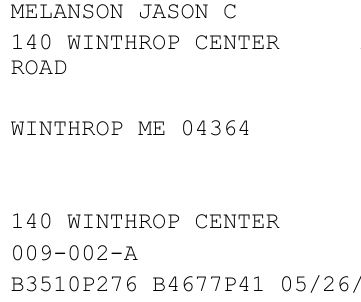 MELANSON JASON C
140 WINTHROP CENTER
ROAD
WINTHROP ME 04364
140 WINTHROP CENTER
009-002-A
B3510P276 B4677P41 05/26/